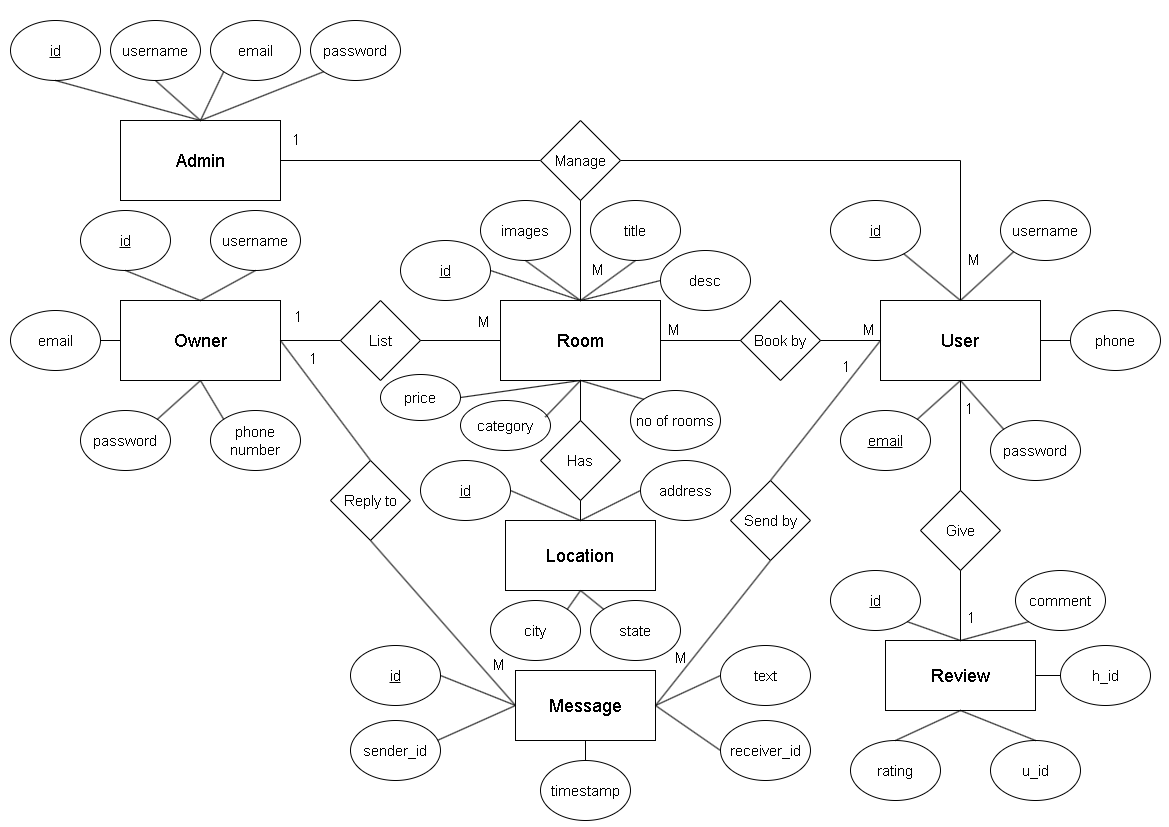 id
username
email
password
Admin
1
Manage
id
username
images
title
id
username
id
desc
M
M
email
Owner
1
List
M
Room
M
Book by
M
User
phone
1
1
price
category
no of rooms
1
email
password
password
phone
number
Has
id
address
Reply to
Send by
Give
Location
id
comment
city
state
1
M
M
id
text
Review
h_id
Message
sender_id
receiver_id
rating
u_id
timestamp